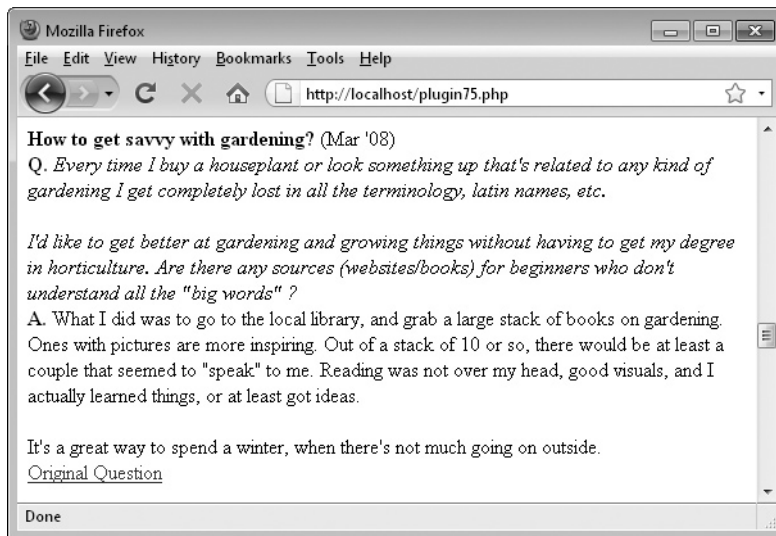 Mozilla Firefox
File Edit View History Bookmarks Tools Help
http://localhost/plugin75.php
How to get savvy with gardening? (Mar '08)
Q. Every time I buy a houseplant or look something up that's related to any kind of
gardening I get completely lost in all the terminology, latin names, etc.
I'd like to get better at gardening and growing things without having to get my degree
in horticulture. Are there any sources (websites/books) for beginners who don't
understand all the "big words" ?
A. What I did was to go to the local library, and grab a large stack of books on gardening.
Ones with pictures are more inspiring. Out of a stack of 10 or so, there would be at least a
couple that seemed to "speak" to me. Reading was not over my head, good visuals, and I
actually learned things, or at least got ideas.
It's a great way to spend a winter, when there's not much going on outside.
Original Question
Done